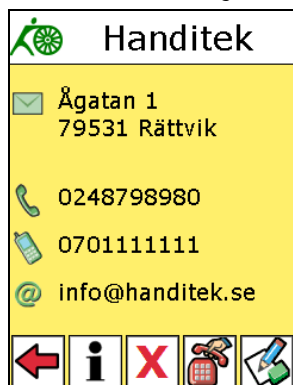 Handitek
Ågatan 1
79531 Rättvik
0248798980
0701111111
@ info@handitek.se
i X